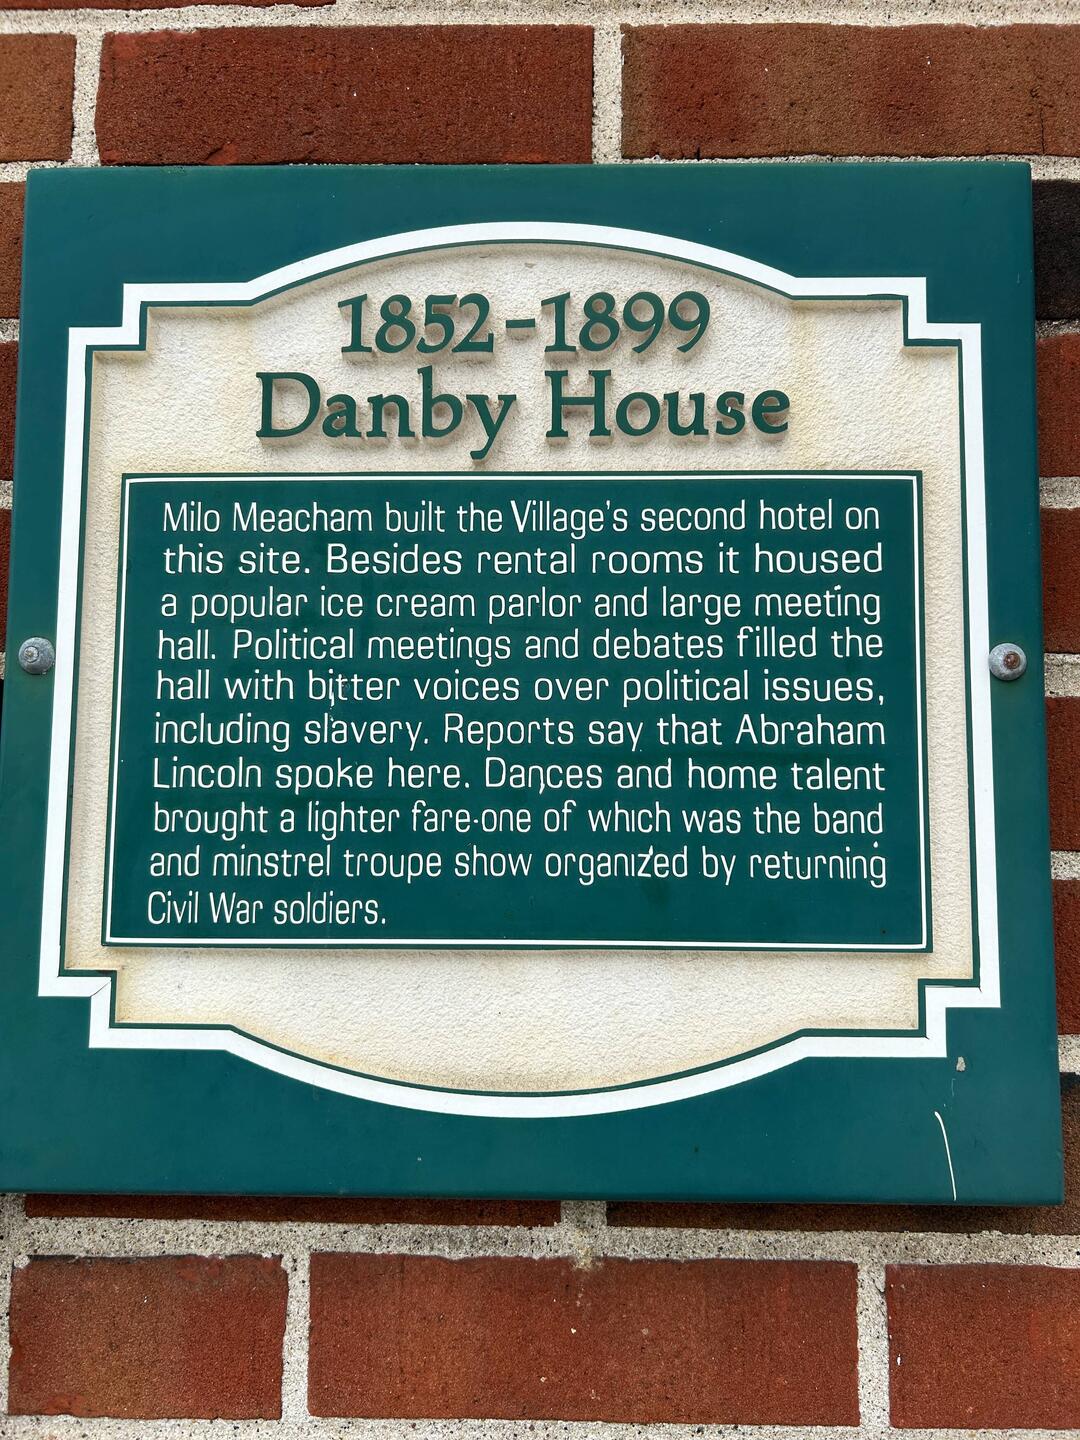 1852-1899
Danby House
Milo Meacham built the Village's second hotel on
this site. Besides rental rooms it housed
a popular ice cream parlor and large meeting
hall. Political meetings and debates filled the
hall with bitter voices over political issues,
including slavery. Reports say that Abraham
Lincoln spoke here. Dances and home talent
brought a lighter fare-one of which was the band
and minstrel troupe show organized by returning
Civil War soldiers.